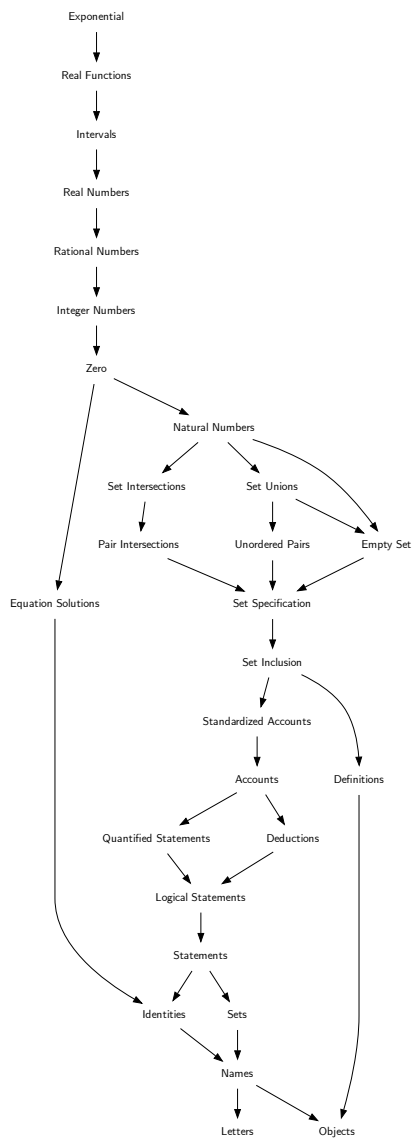 Exponential
Real Functions
Intervals
Real Numbers
Rational Numbers
Integer Numbers
Zero
Natural Numbers
Set Intersections
Set Unions
Pair Intersections
Unordered Pairs
Empty Set
Equation Solutions
Set Specification
Set Inclusion
Standardized Accounts
Accounts
Definitions
Quantified Statements
Deductions
Logical Statements
Statements
Identities
Sets
Names
Letters
Objects